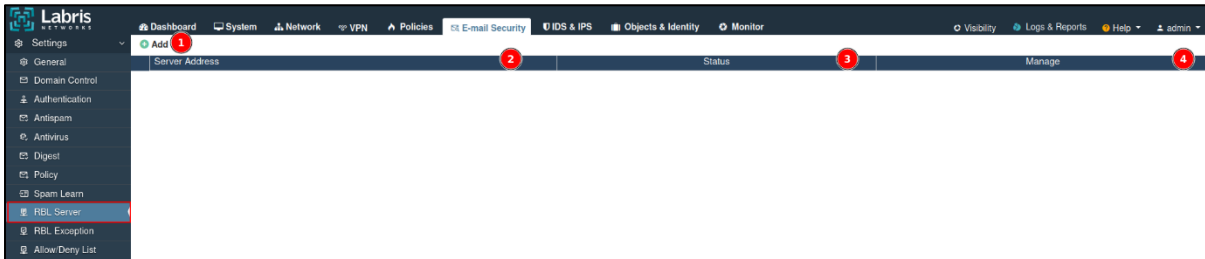 Labris
NETWORKS
Dashboard System Network VPN Policies E-mail Security IDS & IPS Objects & Identity Monitor Visibility Logs & Reports Help admin
Settings
Add 1
Server Address 2 Status 3 Manage 4
General
Domain Control
Authentication
Antispam
Antivirus
Digest
Policy
Spam Learn
RBL Server
RBL Exception
Allow/Deny List